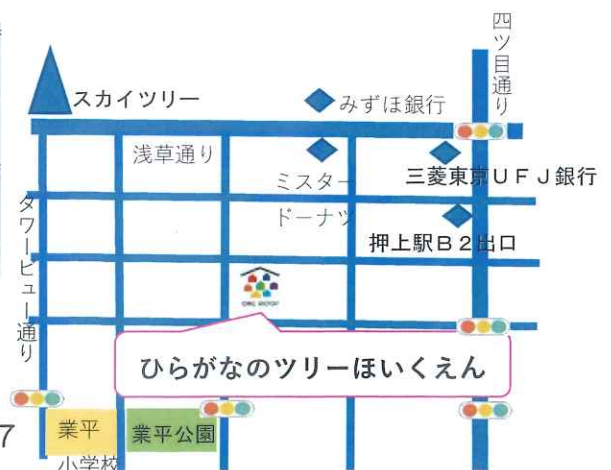 四ツ目通り
スカイツリー
みずほ銀行
浅草通り
ミスター
ドーナツ
三菱東京UFJ銀行
押上駅B2出口
タワービュー通り
ONE ROOF
ひらがなのツリーほいくえん
7
業平
小学校
業平公園